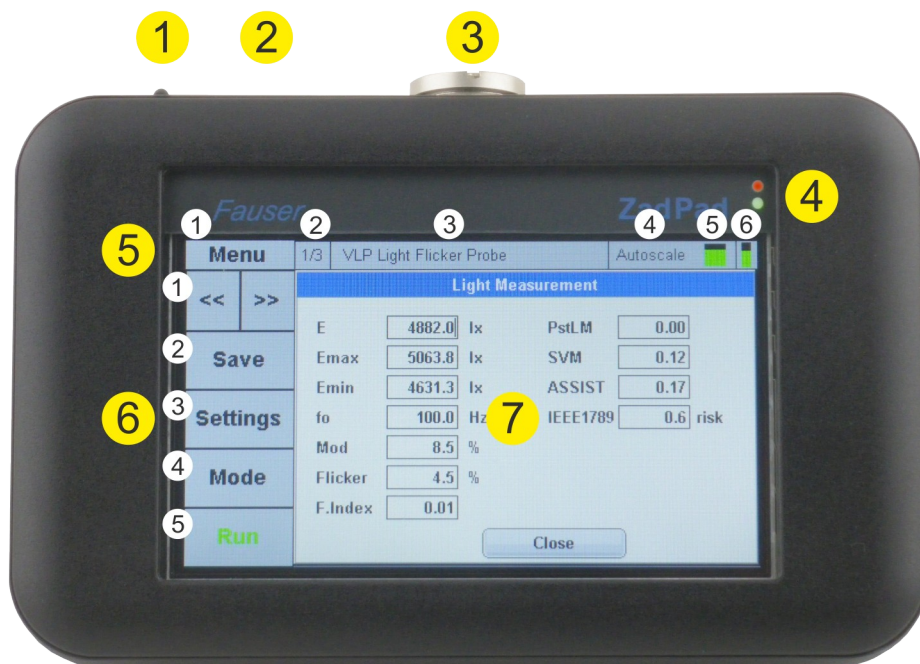 1
2
3
Fauser
ZadPad
4
5
1
2
3
4
5
6
Menu
1/3
VLP Light Flicker Probe
Autoscale
1
<<
>>
Light Measurement
E 4882.0 lx
PstLM 0.00
2
Save
Emax 5063.8 lx
SVM 0.12
Emin 4631.3 lx
ASSIST 0.17
6
3
Settings
fo 100.0 Hz
7
IEEE1789 0.6 risk
4
Mode
Mod 8.5 %
Flicker 4.5 %
5
Run
F.Index 0.01
Close